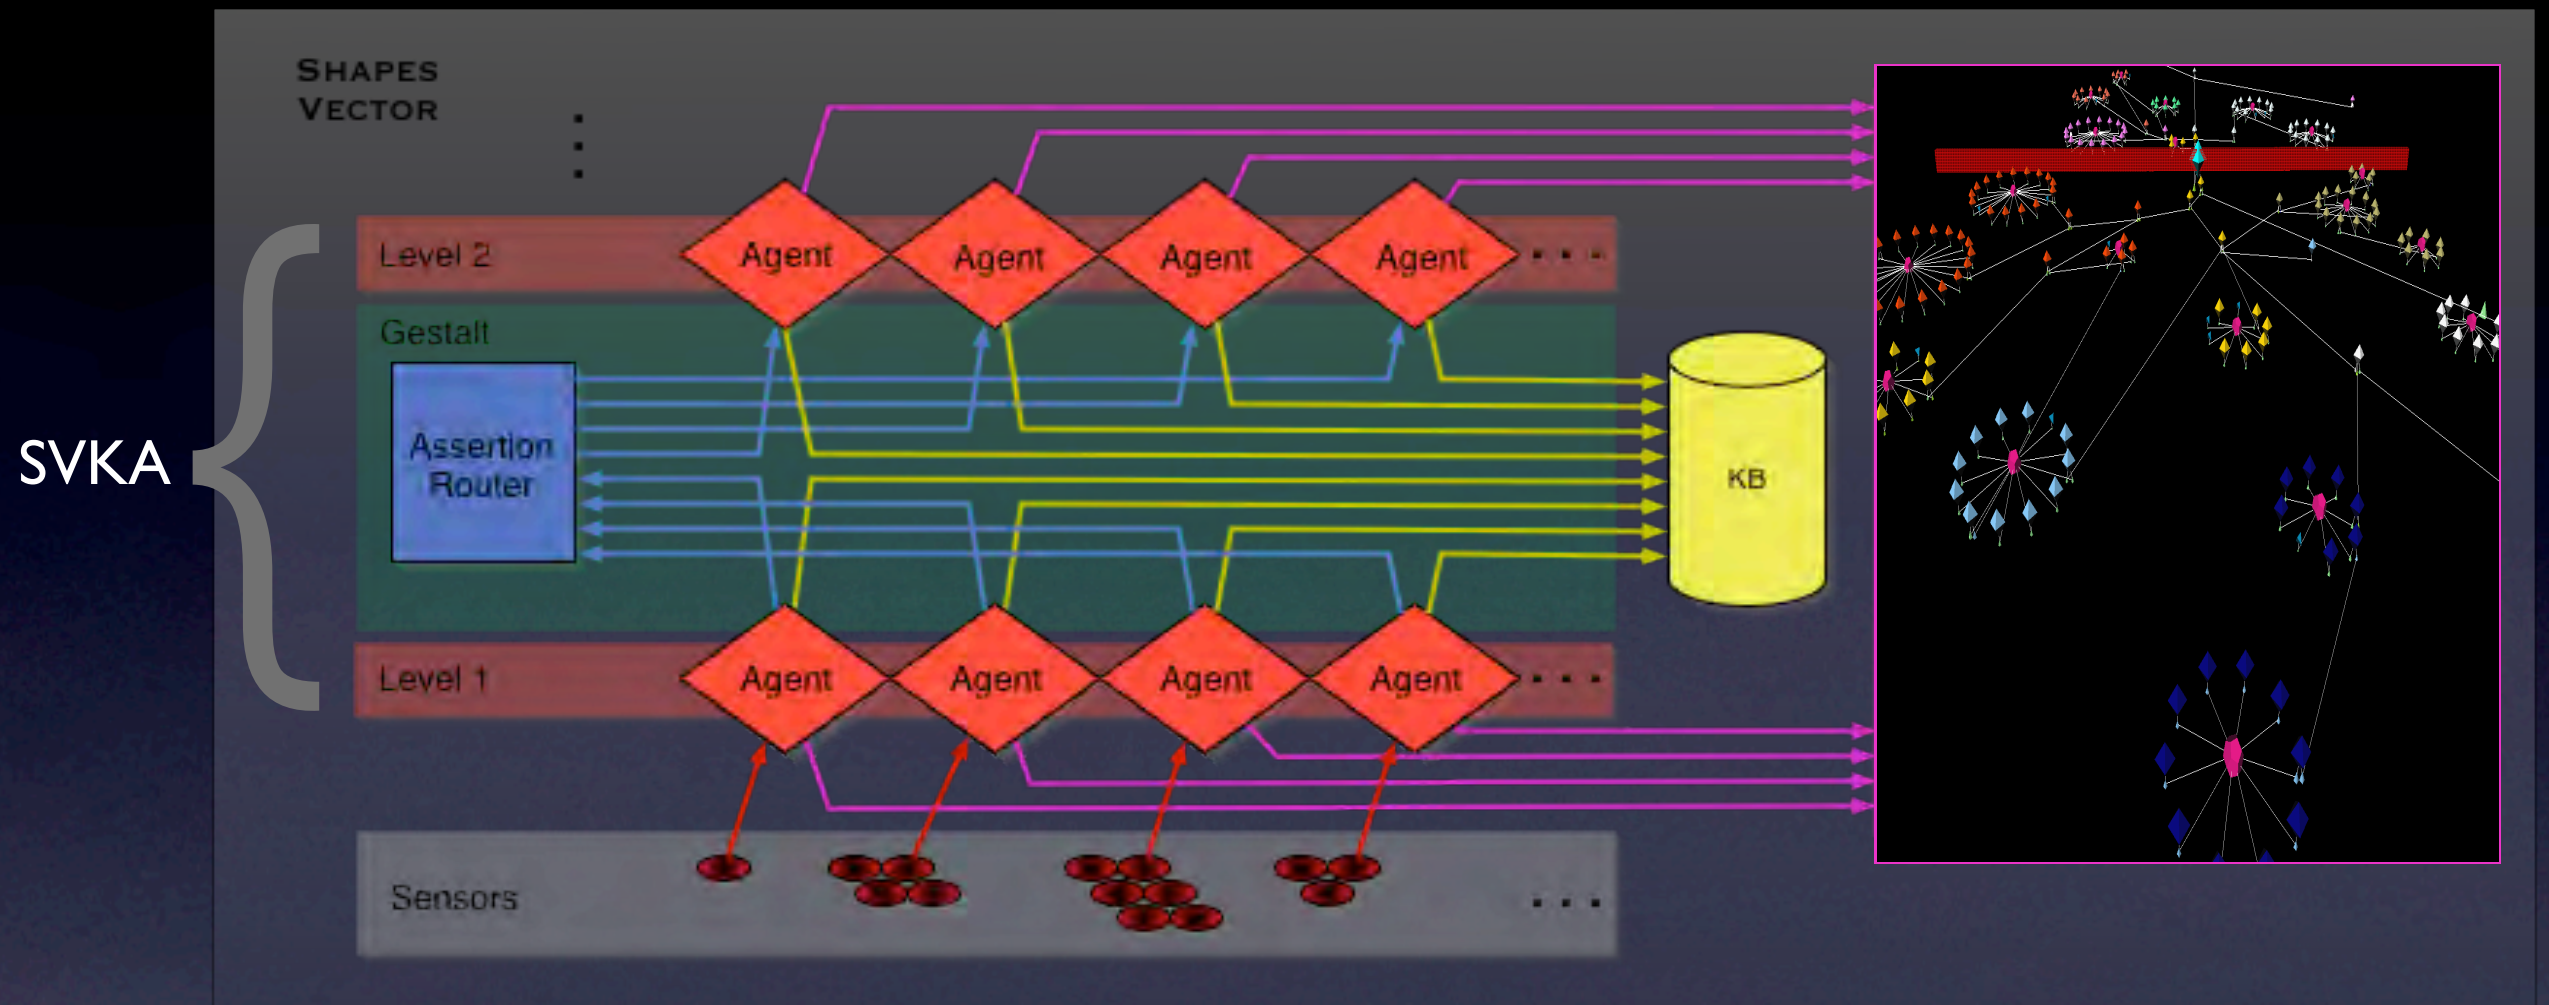 SHAPES
VECTOR
Level 2
Agent
Agent
Agent
Agent
Gestalt
Assertion
Router
KB
SVKA
Level 1
Agent
Agent
Agent
Agent
Sensors